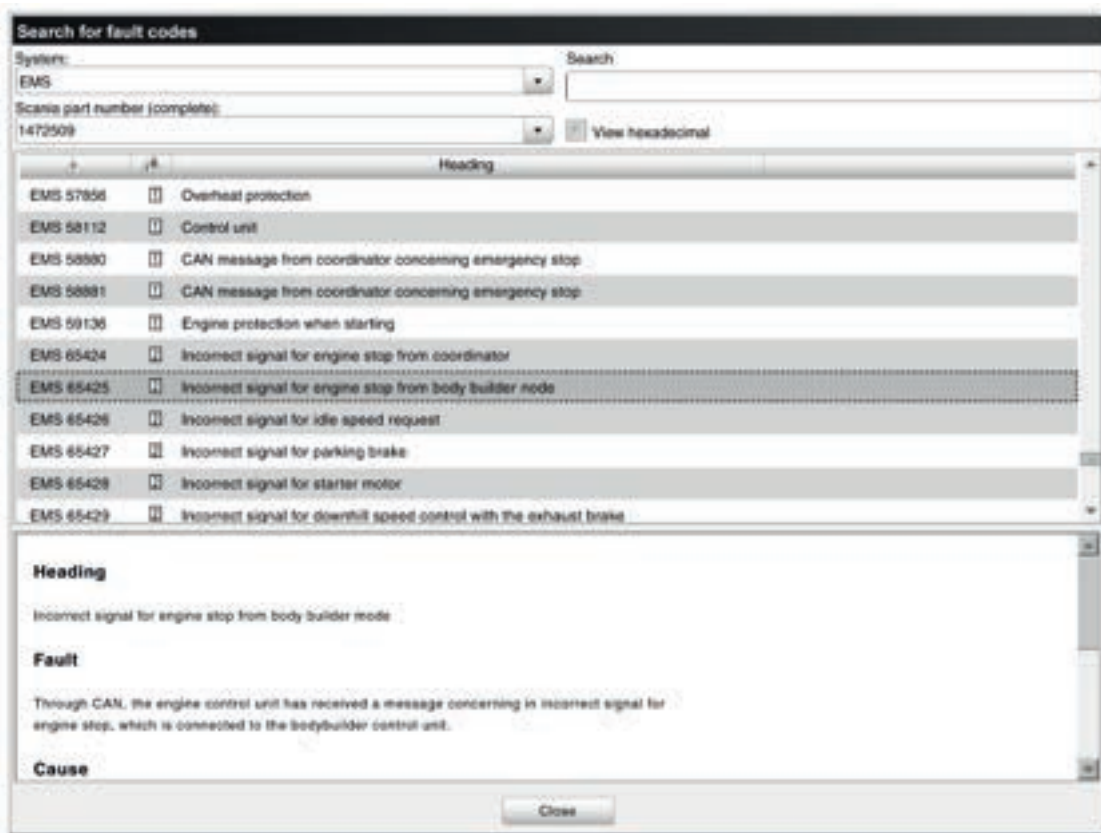 Search for fault codes
System:
Search
EMS
Scania part number (complete):
1472509
View hexadecimal
Heading
EMS 57856 Overheat protection
EMS 58112 Control unit
EMS 58880 CAN message from coordinator concerning emergency stop
EMS 58881 CAN message from coordinator concerning emergency stop
EMS 59136 Engine protection when starting
EMS 65424 Incorrect signal for engine stop from coordinator
EMS 65425 Incorrect signal for engine stop from body builder node
EMS 65426 Incorrect signal for idle speed request
EMS 65427 Incorrect signal for parking brake
EMS 65428 Incorrect signal for starter motor
EMS 65429 Incorrect signal for downhill speed control with the exhaust brake
Heading
Incorrect signal for engine stop from body builder mode
Fault
Through CAN, the engine control unit has received a message concerning in incorrect signal for
engine stop, which is connected to the bodybuilder control unit.
Cause
Close